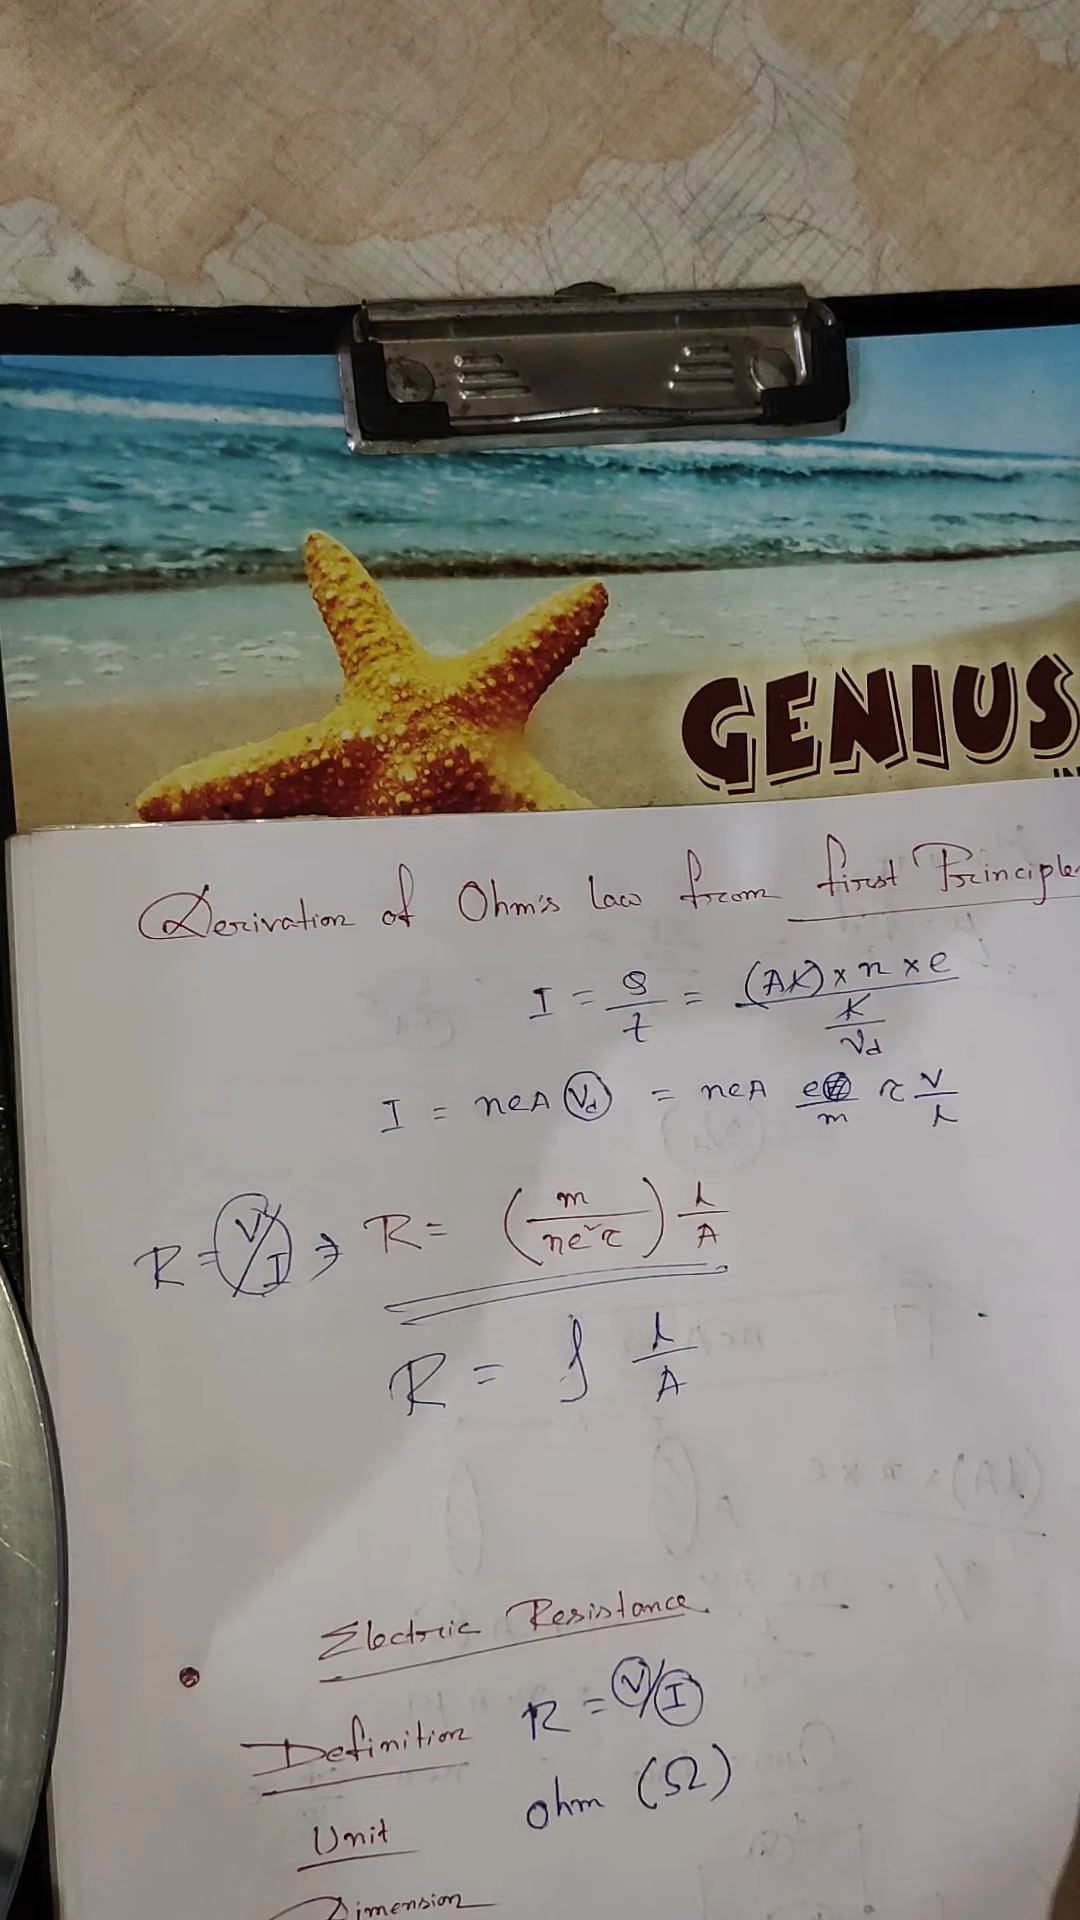 GENIUS
IN
Derivation of Ohm's law from first Principle
I = Q/t = (Al) × n × e / (l/Vd)
I = neA Vd = neA e/m τ V/l
R = V/I ⇒ R = (m/ne²τ) l/A
R = ρ l/A
Electric Resistance
Definition R = V/I
Unit ohm (Ω)
Dimension